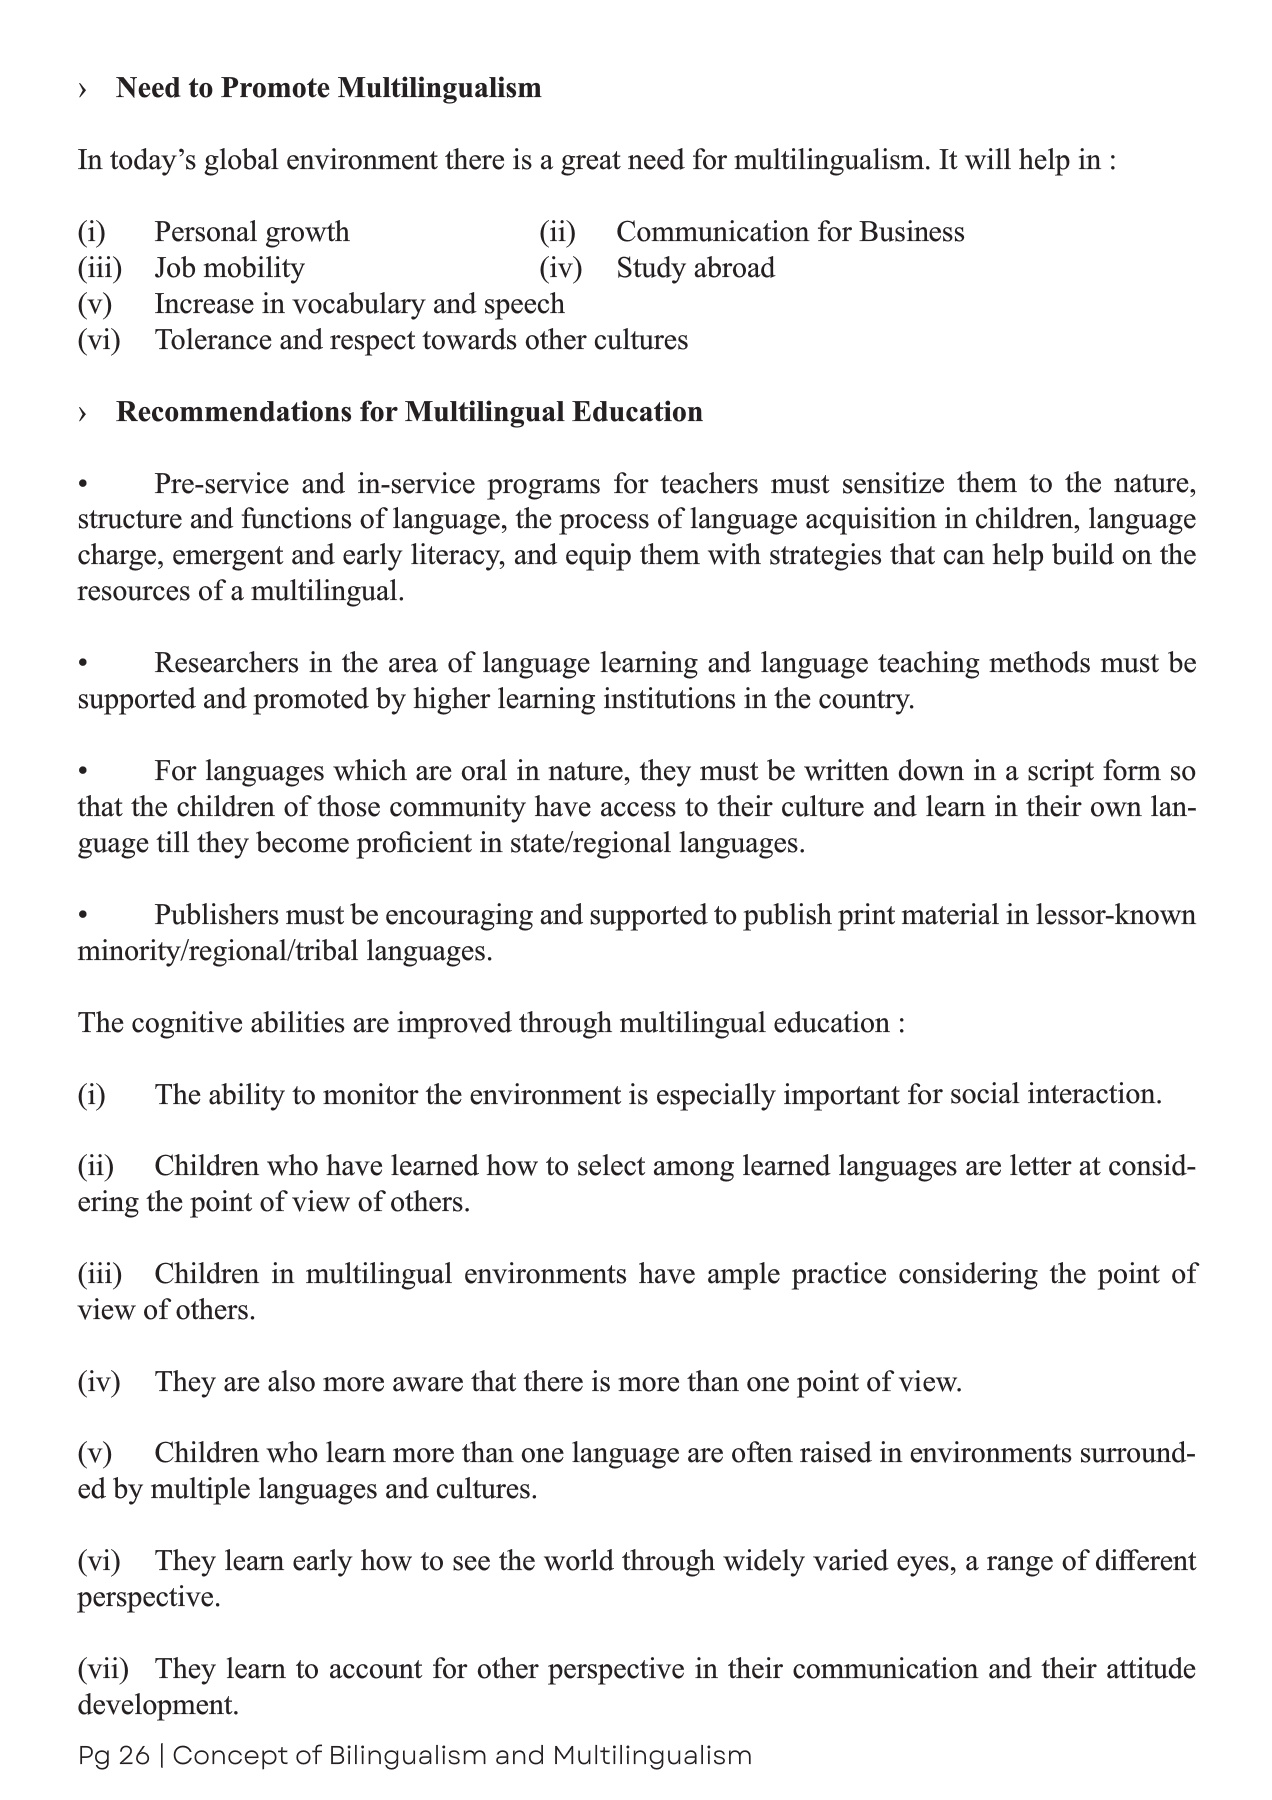 › Need to Promote Multilingualism
In today’s global environment there is a great need for multilingualism. It will help in :
(i) Personal growth (ii) Communication for Business
(iii) Job mobility (iv) Study abroad
(v) Increase in vocabulary and speech
(vi) Tolerance and respect towards other cultures
› Recommendations for Multilingual Education
• Pre-service and in-service programs for teachers must sensitize them to the nature,
structure and functions of language, the process of language acquisition in children, language
charge, emergent and early literacy, and equip them with strategies that can help build on the
resources of a multilingual.
• Researchers in the area of language learning and language teaching methods must be
supported and promoted by higher learning institutions in the country.
• For languages which are oral in nature, they must be written down in a script form so
that the children of those community have access to their culture and learn in their own lan-
guage till they become proficient in state/regional languages.
• Publishers must be encouraging and supported to publish print material in lessor-known
minority/regional/tribal languages.
The cognitive abilities are improved through multilingual education :
(i) The ability to monitor the environment is especially important for social interaction.
(ii) Children who have learned how to select among learned languages are letter at consid-
ering the point of view of others.
(iii) Children in multilingual environments have ample practice considering the point of
view of others.
(iv) They are also more aware that there is more than one point of view.
(v) Children who learn more than one language are often raised in environments surround-
ed by multiple languages and cultures.
(vi) They learn early how to see the world through widely varied eyes, a range of different
perspective.
(vii) They learn to account for other perspective in their communication and their attitude
development.
Pg 26 | Concept of Bilingualism and Multilingualism